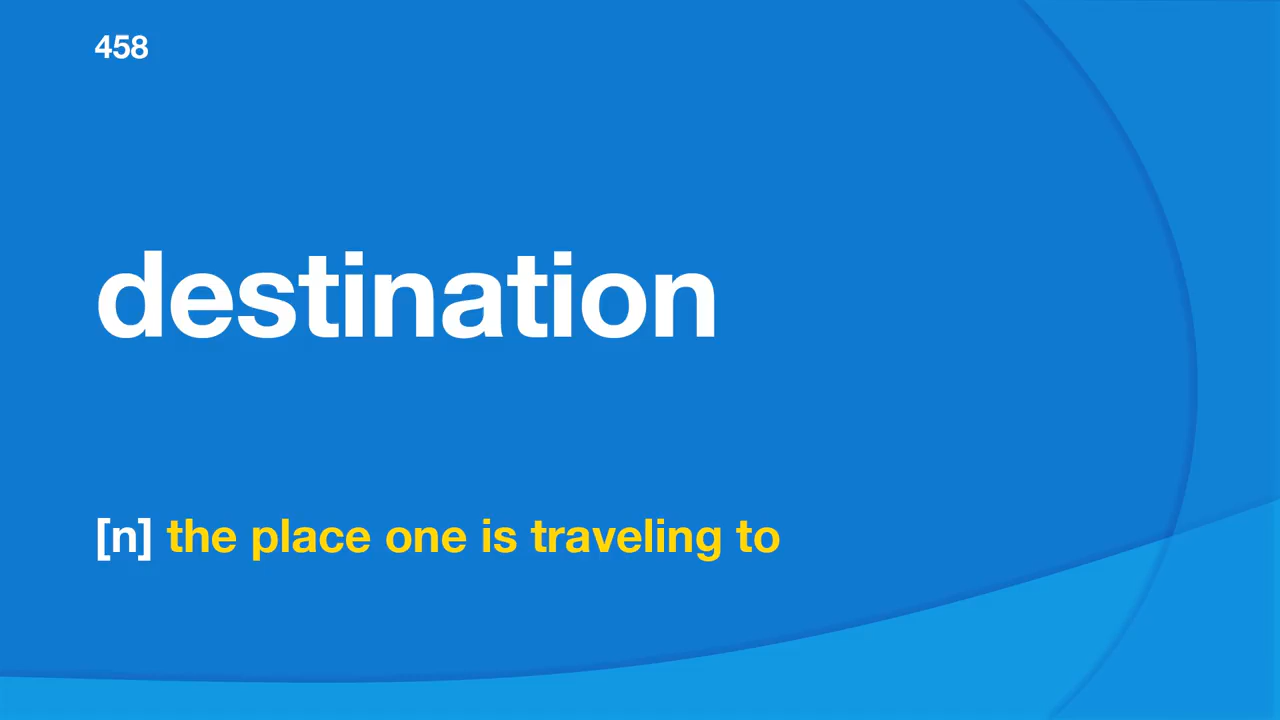 458
destination
[n] the place one is traveling to